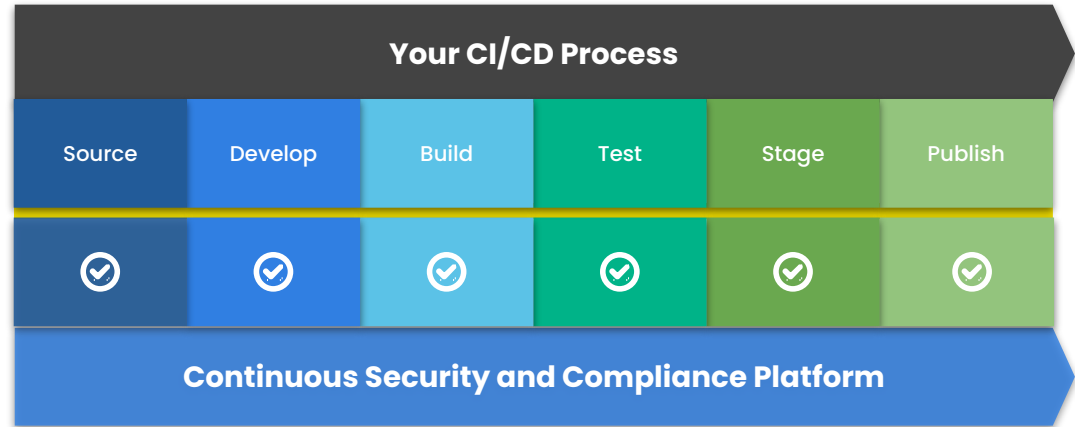 Your CI/CD Process
Source Develop Build Test Stage Publish
Continuous Security and Compliance Platform